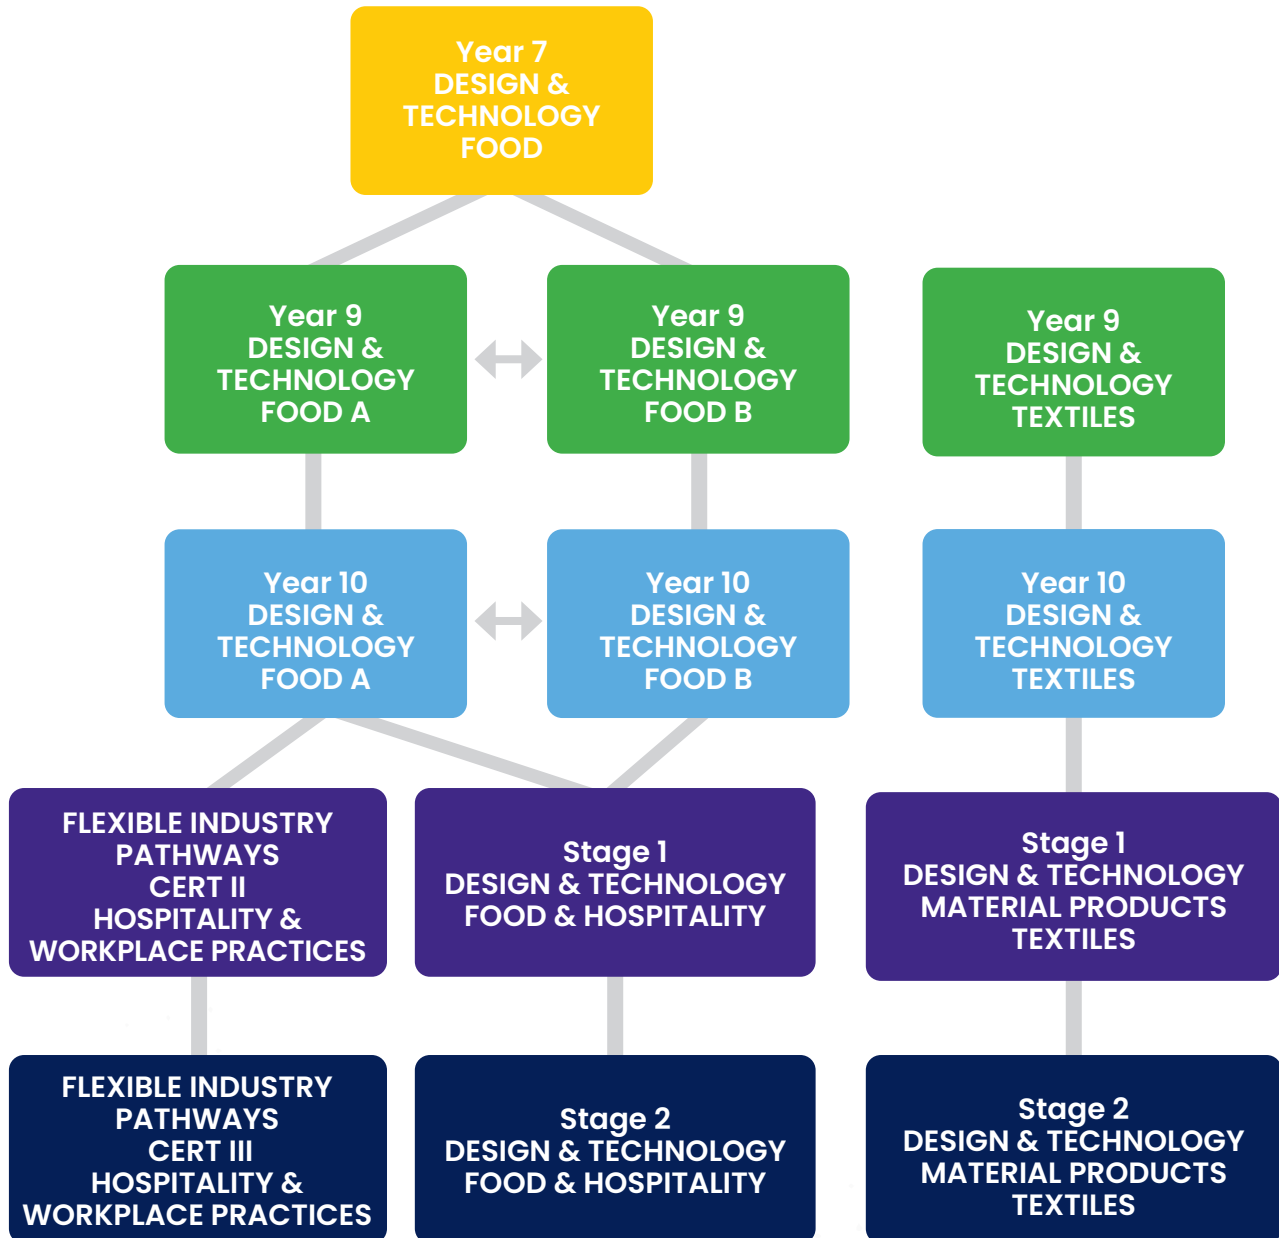 Year 7
DESIGN &
TECHNOLOGY
FOOD
Year 9
DESIGN &
TECHNOLOGY
FOOD A
Year 9
DESIGN &
TECHNOLOGY
FOOD B
Year 9
DESIGN &
TECHNOLOGY
TEXTILES
Year 10
DESIGN &
TECHNOLOGY
FOOD A
Year 10
DESIGN &
TECHNOLOGY
FOOD B
Year 10
DESIGN &
TECHNOLOGY
TEXTILES
FLEXIBLE INDUSTRY
PATHWAYS
CERT II
HOSPITALITY &
WORKPLACE PRACTICES
Stage 1
DESIGN & TECHNOLOGY
FOOD & HOSPITALITY
Stage 1
DESIGN & TECHNOLOGY
MATERIAL PRODUCTS
TEXTILES
FLEXIBLE INDUSTRY
PATHWAYS
CERT III
HOSPITALITY &
WORKPLACE PRACTICES
Stage 2
DESIGN & TECHNOLOGY
FOOD & HOSPITALITY
Stage 2
DESIGN & TECHNOLOGY
MATERIAL PRODUCTS
TEXTILES